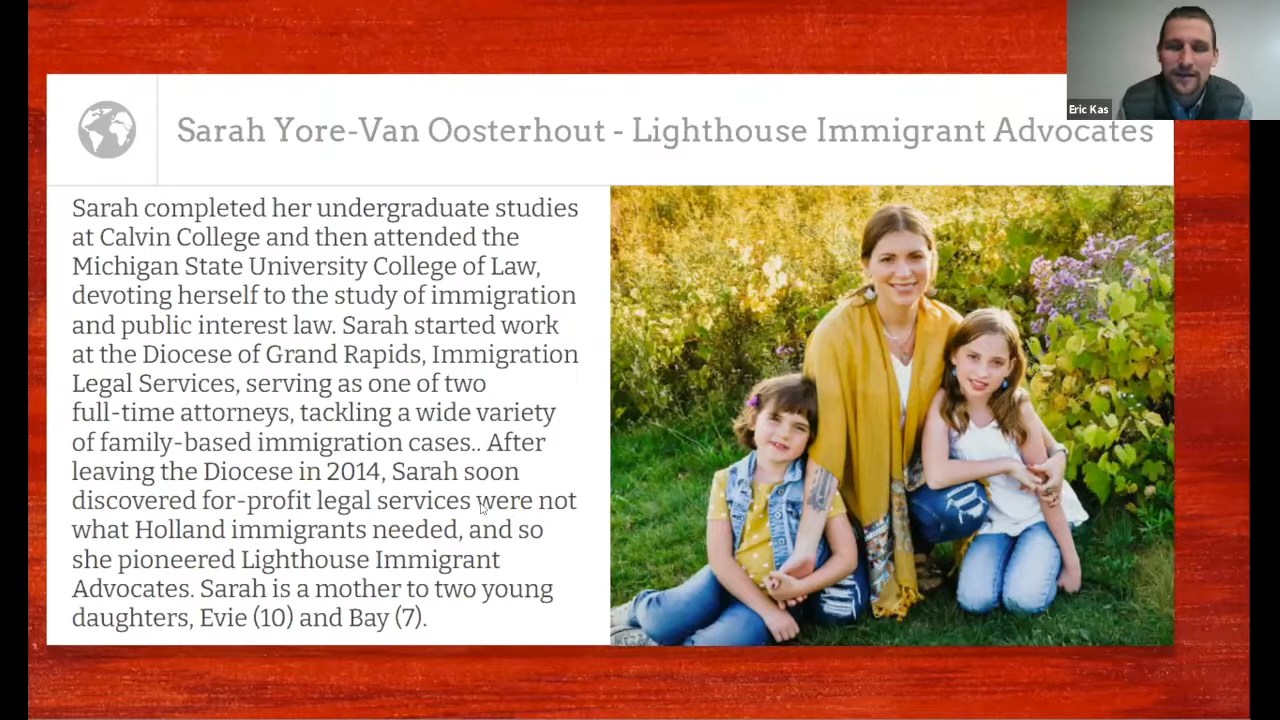 Eric Kas
Sarah Yore-Van Oosterhout - Lighthouse Immigrant Advocates
Sarah completed her undergraduate studies
at Calvin College and then attended the
Michigan State University College of Law,
devoting herself to the study of immigration
and public interest law. Sarah started work
at the Diocese of Grand Rapids, Immigration
Legal Services, serving as one of two
full-time attorneys, tackling a wide variety
of family-based immigration cases.. After
leaving the Diocese in 2014, Sarah soon
discovered for-profit legal services were not
what Holland immigrants needed, and so
she pioneered Lighthouse Immigrant
Advocates. Sarah is a mother to two young
daughters, Evie (10) and Bay (7).